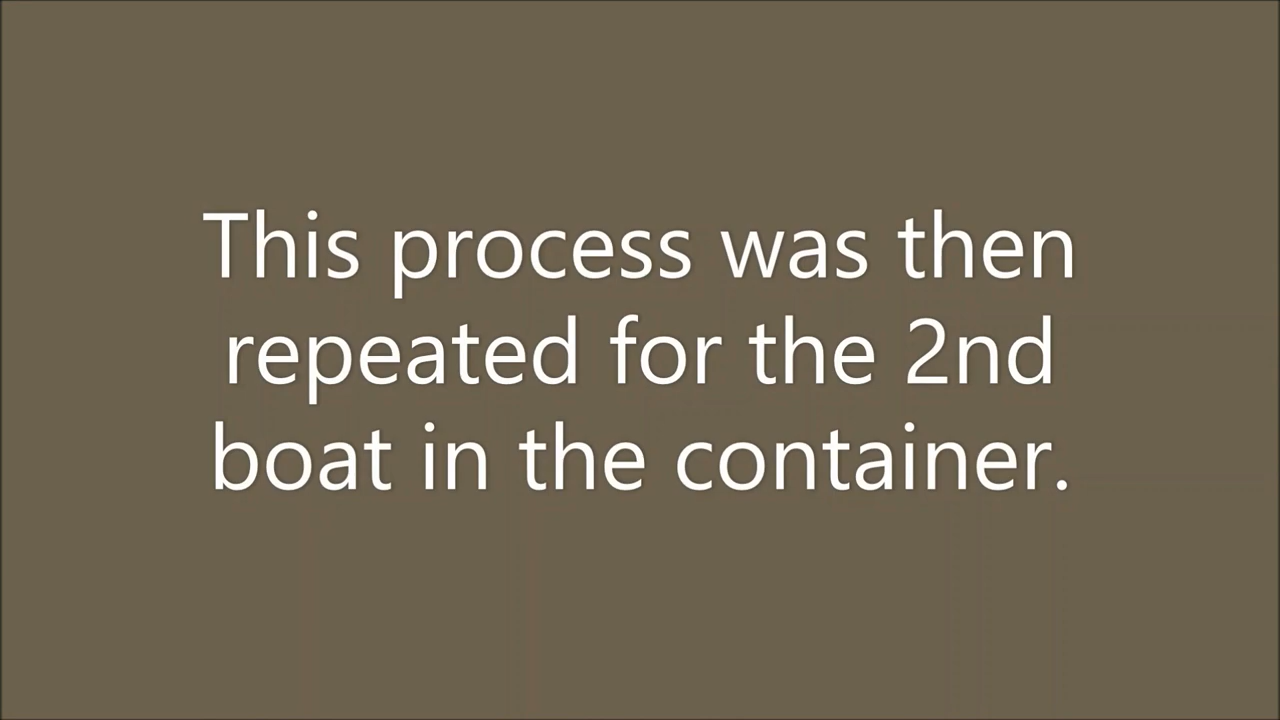 This process was then
repeated for the 2nd
boat in the container.